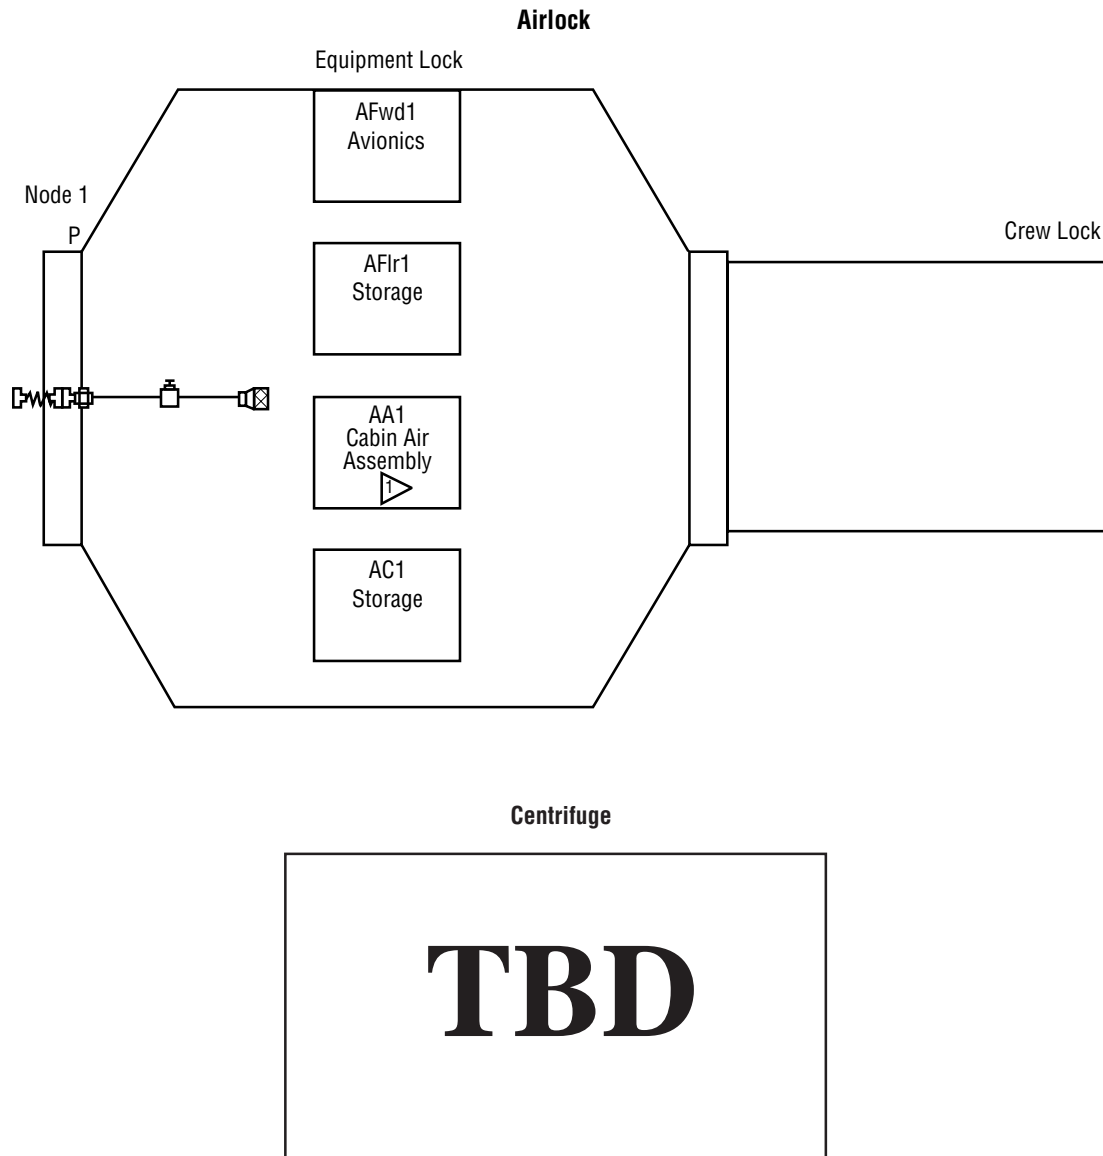 Airlock
Equipment Lock
AFwd1
Avionics
Node 1
P
Crew Lock
AFlr1
Storage
AA1
Cabin Air
Assembly
1
AC1
Storage
Centrifuge
TBD